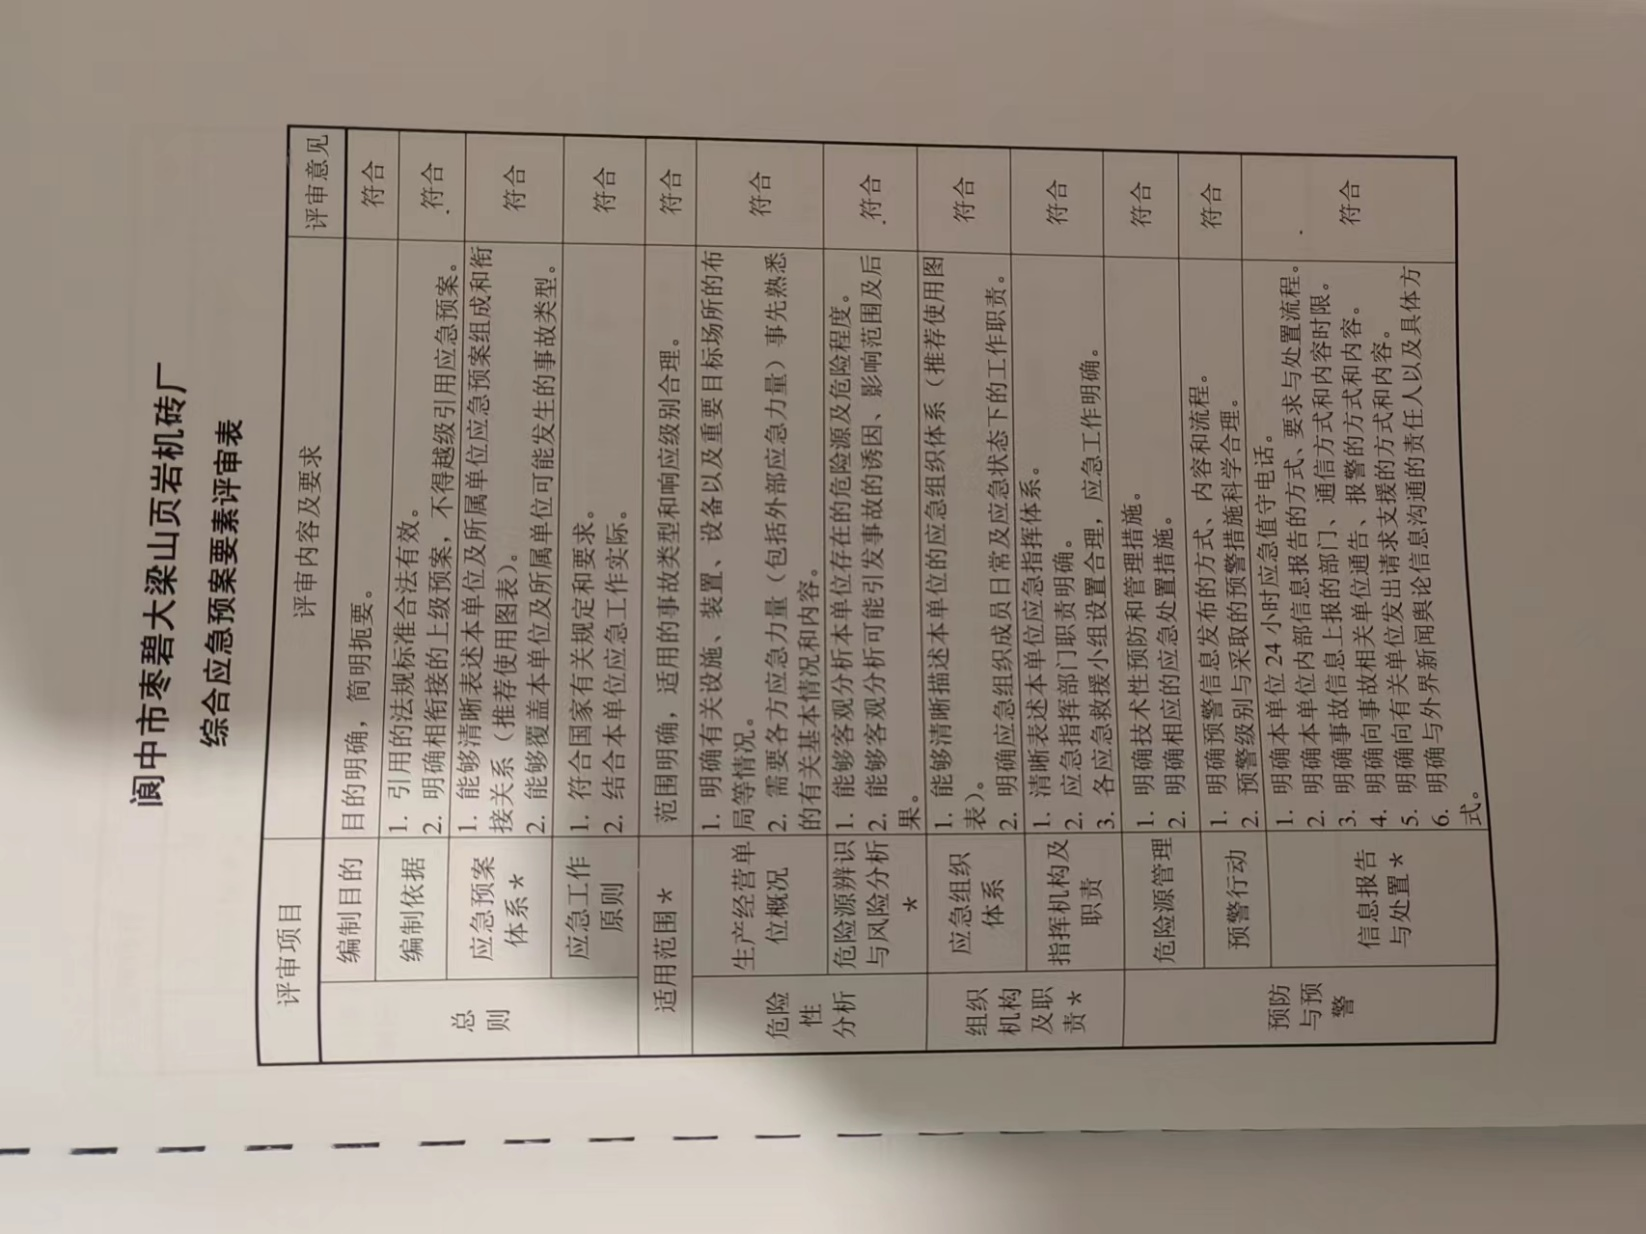 阆中市枣碧大梁山页岩机砖厂
综合应急预案要素评审表
评审项目
评审内容及要求
评审意见
总
则
编制目的
目的明确，简明扼要。
符合
编制依据
1. 引用的法规标准合法有效。
2. 明确相衔接的上级预案，不得越级引用应急预案。
符合
应急预案
体系*
1. 能够清晰表述本单位及所属单位应急预案组成和衔
接关系（推荐使用图表）。
2. 能够覆盖本单位及所属单位可能发生的事故类型。
符合
应急工作
原则
1. 符合国家有关规定和要求。
2. 结合本单位应急工作实际。
符合
适用范围*
范围明确，适用的事故类型和响应级别合理。
符合
危险
性
分析
生产经营单
位概况
1. 明确有关设施、装置、设备以及重要目标场所的布
局等情况。
2. 需要各方应急力量（包括外部应急力量）事先熟悉
的有关基本情况和内容。
符合
危险源辨识
与风险分析
*
1. 能够客观分析本单位存在的危险源及危险程度。
2. 能够客观分析可能引发事故的诱因、影响范围及后
果。
符合
组织
机构
及职
责*
应急组织
体系
1. 能够清晰描述本单位的应急组织体系（推荐使用图
表）。
2. 明确应急组织成员日常及应急状态下的工作职责。
符合
指挥机构及
职责
1. 清晰表述本单位应急指挥体系。
2. 应急指挥部门职责明确。
3. 各应急救援小组设置合理，应急工作明确。
符合
预防
与预
警
危险源管理
1. 明确技术性预防和管理措施。
2. 明确相应的应急处置措施。
符合
预警行动
1. 明确预警信息发布的方式、内容和流程。
2. 预警级别与采取的预警措施科学合理。
符合
信息报告
与处置*
1. 明确本单位 24 小时应急值守电话。
2. 明确本单位内部信息报告的方式、要求与处置流程。
3. 明确事故信息上报的部门、通信方式和内容时限。
4. 明确向事故相关单位通告、报警的方式和内容。
5. 明确向有关单位发出请求支援的方式和内容。
6. 明确与外界新闻舆论信息沟通的责任人以及具体方
式。
符合